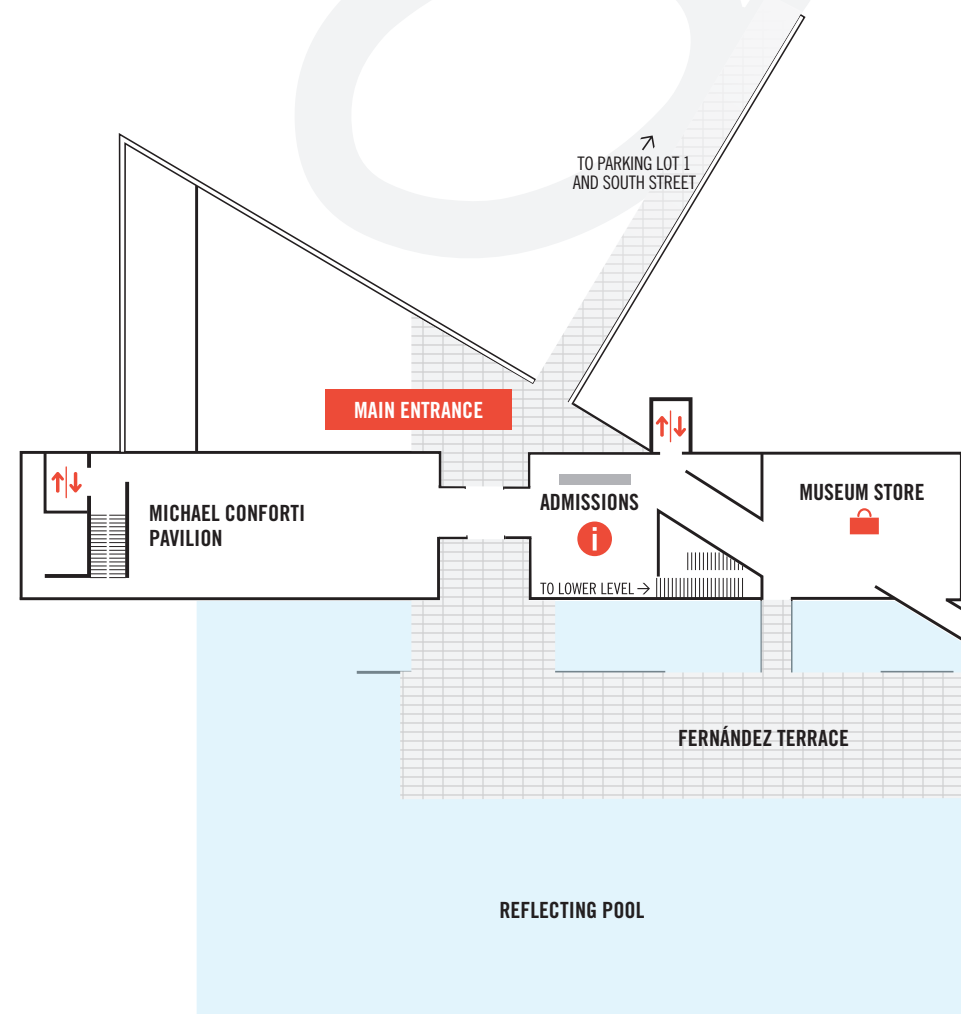 TO PARKING LOT 1
AND SOUTH STREET
MAIN ENTRANCE
MICHAEL CONFORTI
PAVILION
ADMISSIONS
i
TO LOWER LEVEL
MUSEUM STORE
FERNÁNDEZ TERRACE
REFLECTING POOL